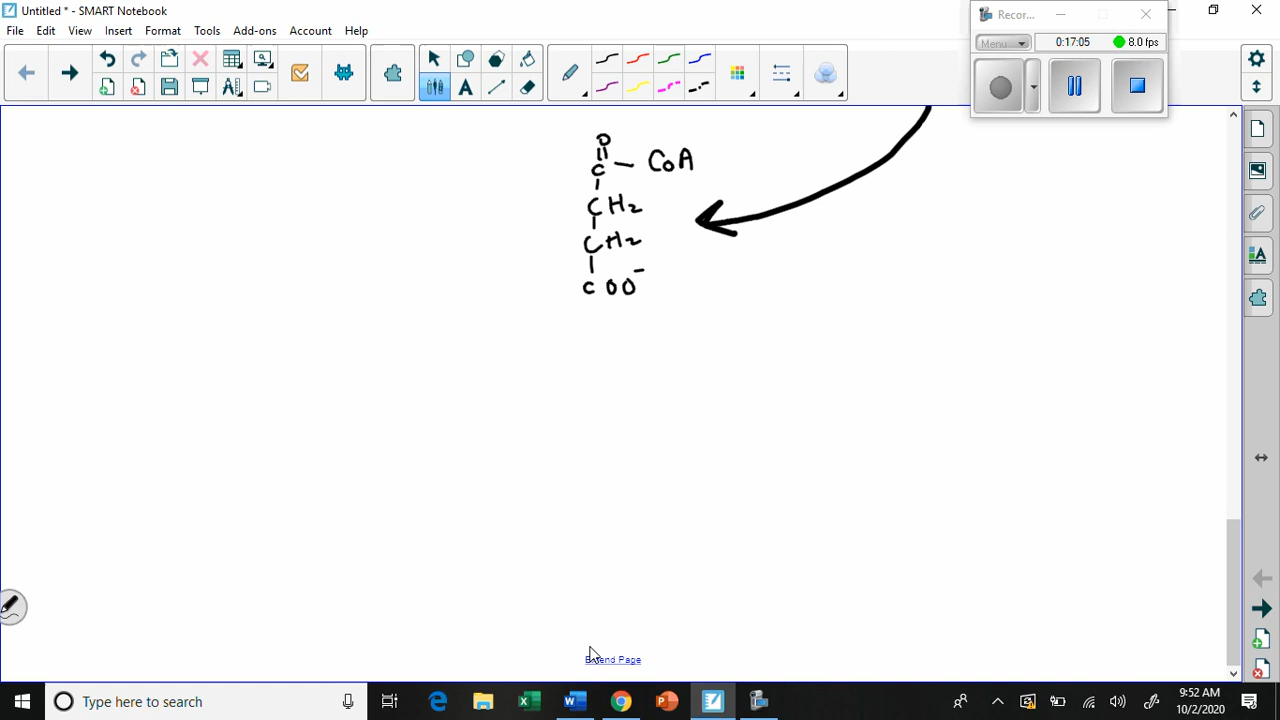 Untitled * - SMART Notebook
Recor...
File Edit View Insert Format Tools Add-ons Account Help
Menu 0:17:05 8.0 fps
O
C - CoA
CH2
CH2
COO-
Extend Page
Type here to search
9:52 AM
10/2/2020